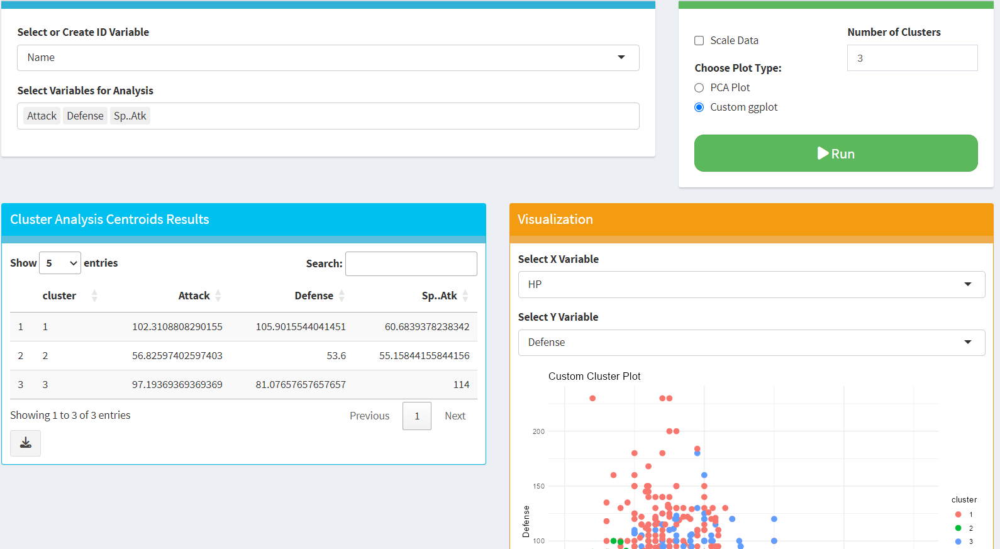 Select or Create ID Variable
Name
Select Variables for Analysis
Attack Defense Sp..Atk
Scale Data
Number of Clusters
3
Choose Plot Type:
PCA Plot
Custom ggplot
Run
Cluster Analysis Centroids Results
Show 5 entries Search:
cluster Attack Defense Sp..Atk
1 1 102.3108808290155 105.9015544041451 60.6839378238342
2 2 56.82597402597403 53.6 55.15844155844156
3 3 97.19369369369369 81.07657657657657 114
Showing 1 to 3 of 3 entries Previous 1 Next
Visualization
Select X Variable
HP
Select Y Variable
Defense
Custom Cluster Plot
200
150
100
Defense
cluster
1
2
3